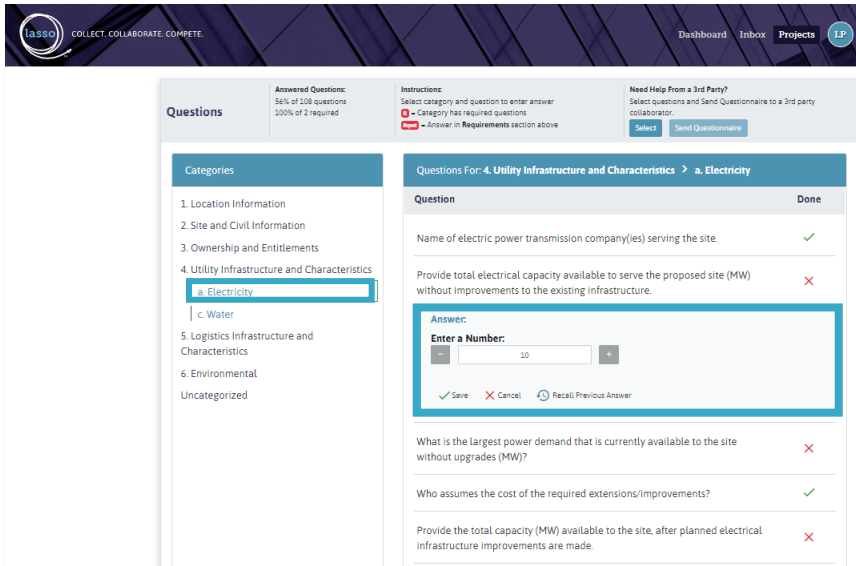 lasso
COLLECT. COLLABORATE. COMPETE.
Dashboard Inbox Projects LP
Questions
Answered Questions:
56% of 108 questions
100% of 2 required
Instructions:
Select category and question to enter answer
R - Category has required questions
Reqmt - Answer in Requirements section above
Need Help From a 3rd Party?
Select questions and Send Questionnaire to a 3rd party
collaborator.
Select Send Questionnaire
Categories
1. Location Information
2. Site and Civil Information
3. Ownership and Entitlements
4. Utility Infrastructure and Characteristics
a. Electricity
c. Water
5. Logistics Infrastructure and
Characteristics
6. Environmental
Uncategorized
Questions For: 4. Utility Infrastructure and Characteristics > a. Electricity
Question Done
Name of electric power transmission company(ies) serving the site.
Provide total electrical capacity available to serve the proposed site (MW)
without improvements to the existing infrastructure.
Answer:
Enter a Number:
- 10 +
Save Cancel Recall Previous Answer
What is the largest power demand that is currently available to the site
without upgrades (MW)?
Who assumes the cost of the required extensions/improvements?
Provide the total capacity (MW) available to the site, after planned electrical
infrastructure improvements are made.